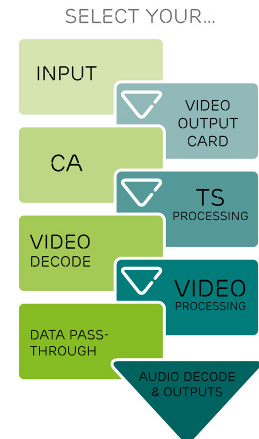 SELECT YOUR...
INPUT
VIDEO
OUTPUT
CARD
CA
TS
PROCESSING
VIDEO
DECODE
VIDEO
PROCESSING
DATA PASS-
THROUGH
AUDIO DECODE
& OUTPUTS